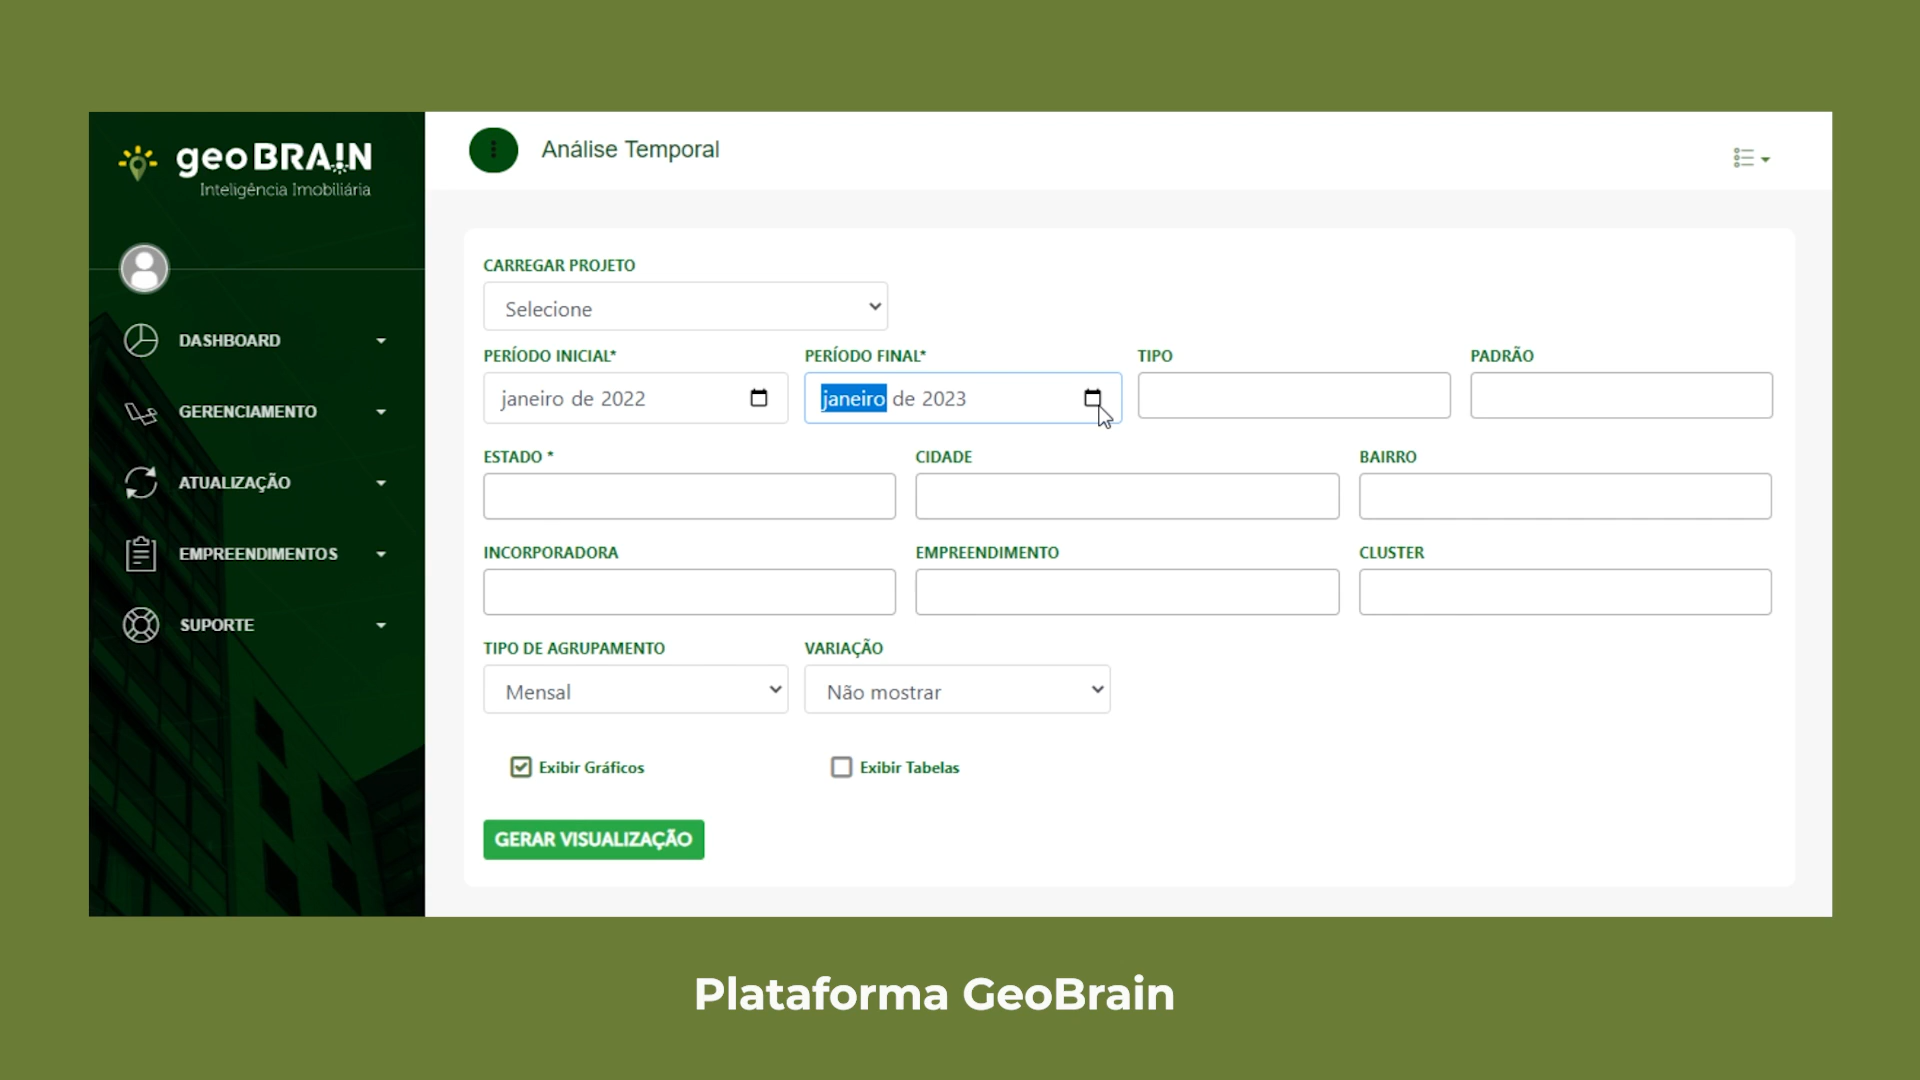 geoBRAIN
Inteligência Imobiliária
Análise Temporal
DASHBOARD
GERENCIAMENTO
ATUALIZAÇÃO
EMPREENDIMENTOS
SUPORTE
CARREGAR PROJETO
Selecione
PERÍODO INICIAL* PERÍODO FINAL* TIPO PADRÃO
janeiro de 2022 janeiro de 2023
ESTADO * CIDADE BAIRRO
INCORPORADORA EMPREENDIMENTO CLUSTER
TIPO DE AGRUPAMENTO VARIAÇÃO
Mensal Não mostrar
Exibir Gráficos Exibir Tabelas
GERAR VISUALIZAÇÃO
Plataforma GeoBrain